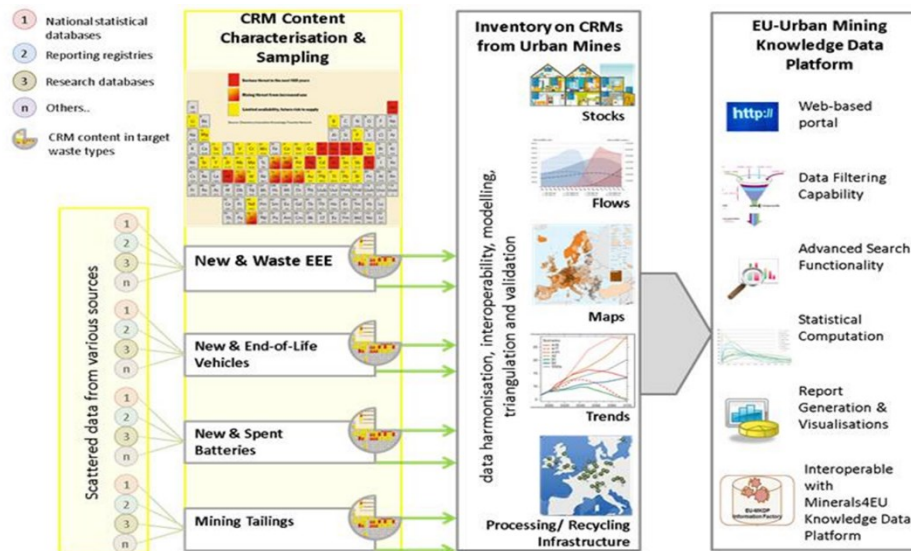 1 National statistical
databases
2 Reporting registries
3 Research databases
n Others..
CRM content in target
waste types
Scattered data from various sources
1
2
3
n
1
2
3
n
1
2
3
n
1
2
3
n
CRM Content
Characterisation &
Sampling
New & Waste EEE
New & End-of-Life
Vehicles
New & Spent
Batteries
Mining Tailings
Inventory on CRMs
from Urban Mines
data harmonisation, interoperability, modelling,
triangulation and validation
Stocks
Flows
Maps
Trends
Processing/ Recycling
Infrastructure
EU-Urban Mining
Knowledge Data
Platform
http://
Web-based
portal
Data Filtering
Capability
Advanced Search
Functionality
Statistical
Computation
Report
Generation &
Visualisations
Information Factory
Interoperable
with
Minerals4EU
Knowledge Data
Platform